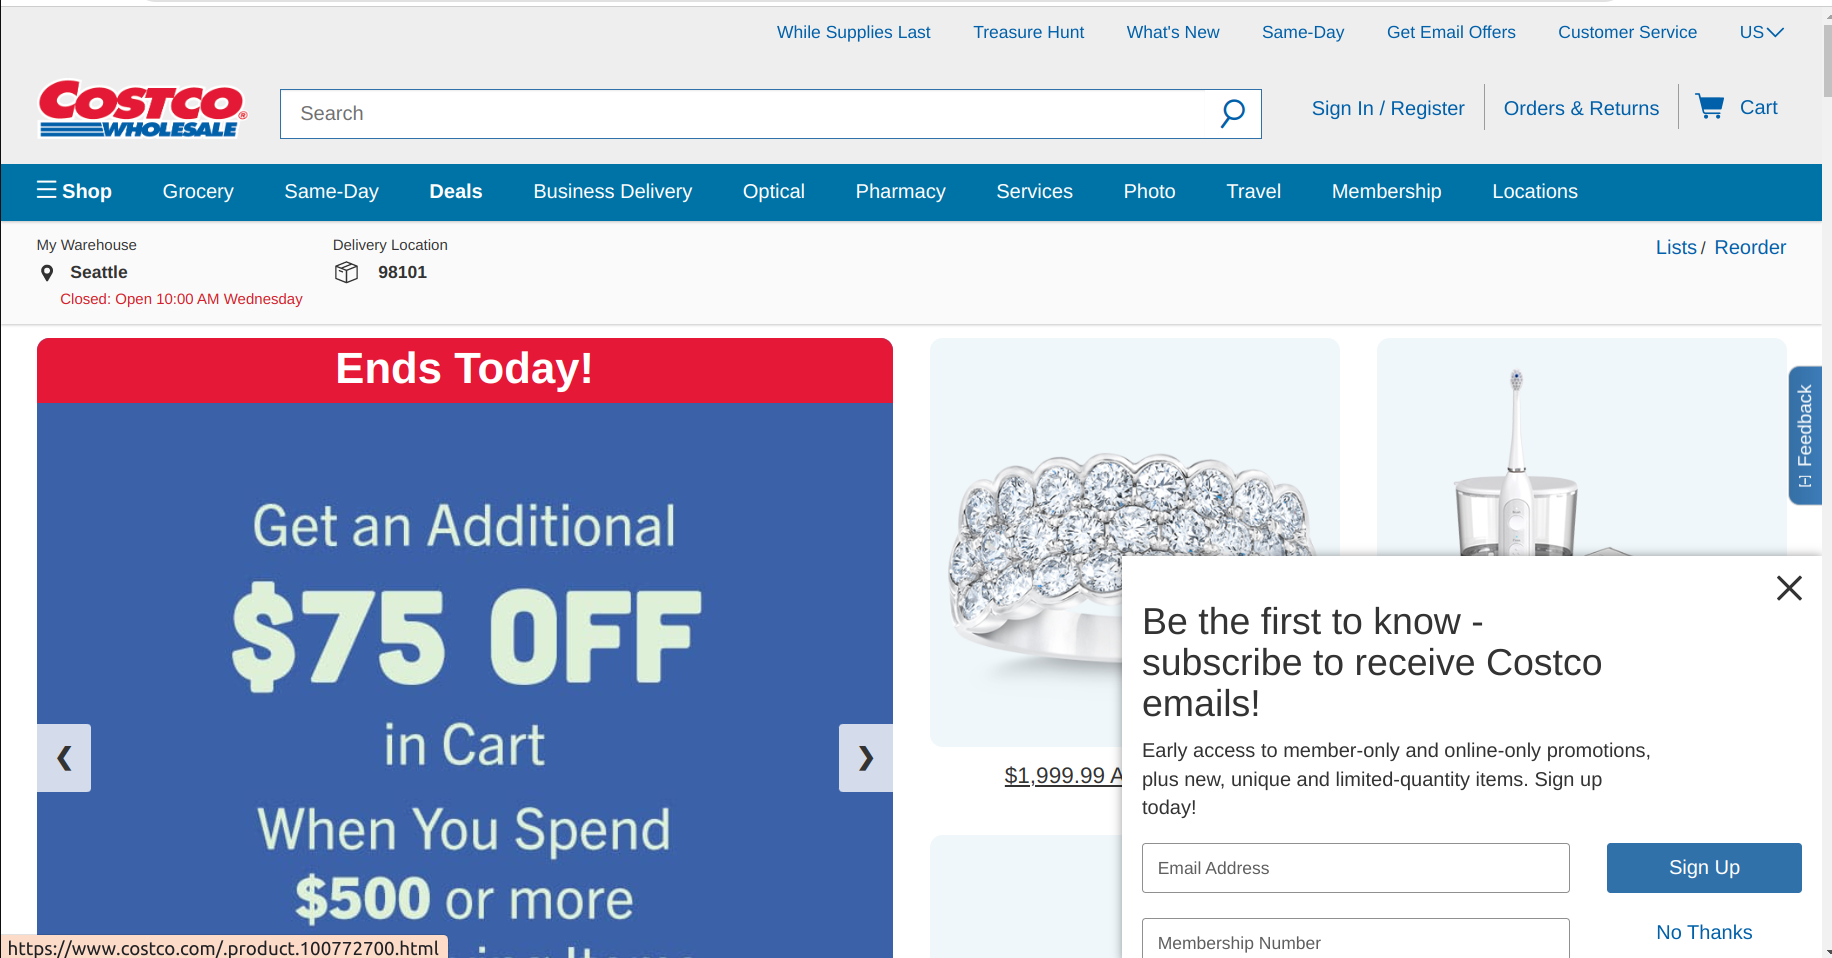 While Supplies Last Treasure Hunt What's New Same-Day Get Email Offers Customer Service US
COSTCO WHOLESALE
Search
Sign In / Register Orders & Returns Cart
Shop Grocery Same-Day Deals Business Delivery Optical Pharmacy Services Photo Travel Membership Locations
My Warehouse
Seattle
Closed: Open 10:00 AM Wednesday
Delivery Location
98101
Lists / Reorder
Ends Today!
Get an Additional
$75 OFF
in Cart
When You Spend
$500 or more
$1,999.99
[-] Feedback
Be the first to know -
subscribe to receive Costco
emails!
Early access to member-only and online-only promotions,
plus new, unique and limited-quantity items. Sign up
today!
Email Address
Sign Up
Membership Number
No Thanks
https://www.costco.com/.product.100772700.html